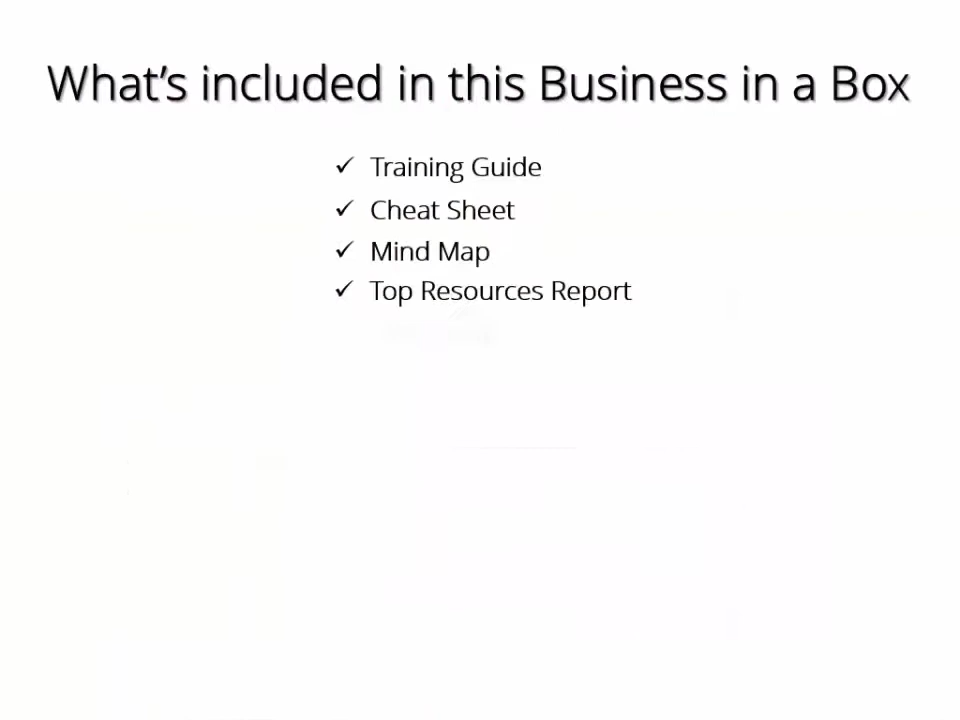 What's included in this Business in a Box
✓ Training Guide
✓ Cheat Sheet
✓ Mind Map
✓ Top Resources Report